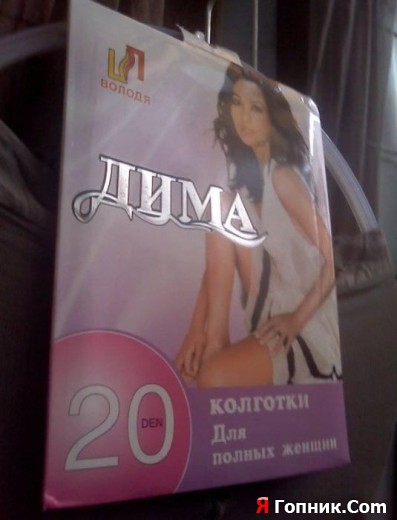 ВОЛОДЯ
ДИМА
20
DEN
КОЛГОТКИ
Для
полных женщин
Я Гопник.Com